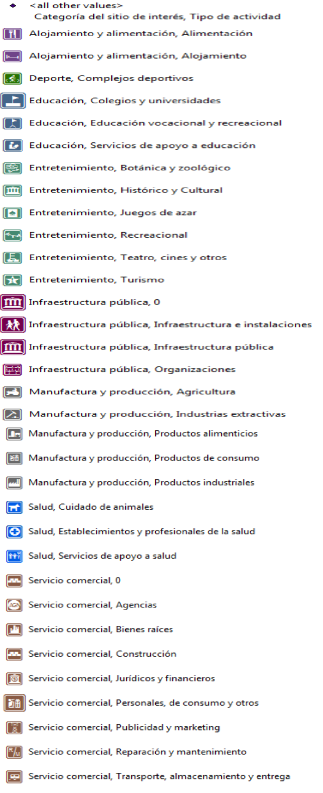 <all other values>
Categoría del sitio de interés, Tipo de actividad
Alojamiento y alimentación, Alimentación
Alojamiento y alimentación, Alojamiento
Deporte, Complejos deportivos
Educación, Colegios y universidades
Educación, Educación vocacional y recreacional
Educación, Servicios de apoyo a educación
Entretenimiento, Botánica y zoológico
Entretenimiento, Histórico y Cultural
Entretenimiento, Juegos de azar
Entretenimiento, Recreacional
Entretenimiento, Teatro, cines y otros
Entretenimiento, Turismo
Infraestructura pública, 0
Infraestructura pública, Infraestructura e instalaciones
Infraestructura pública, Infraestructura pública
Infraestructura pública, Organizaciones
Manufactura y producción, Agricultura
Manufactura y producción, Industrias extractivas
Manufactura y producción, Productos alimenticios
Manufactura y producción, Productos de consumo
Manufactura y producción, Productos industriales
Salud, Cuidado de animales
Salud, Establecimientos y profesionales de la salud
Salud, Servicios de apoyo a salud
Servicio comercial, 0
Servicio comercial, Agencias
Servicio comercial, Bienes raíces
Servicio comercial, Construcción
Servicio comercial, Jurídicos y financieros
Servicio comercial, Personales, de consumo y otros
Servicio comercial, Publicidad y marketing
Servicio comercial, Reparación y mantenimiento
Servicio comercial, Transporte, almacenamiento y entrega